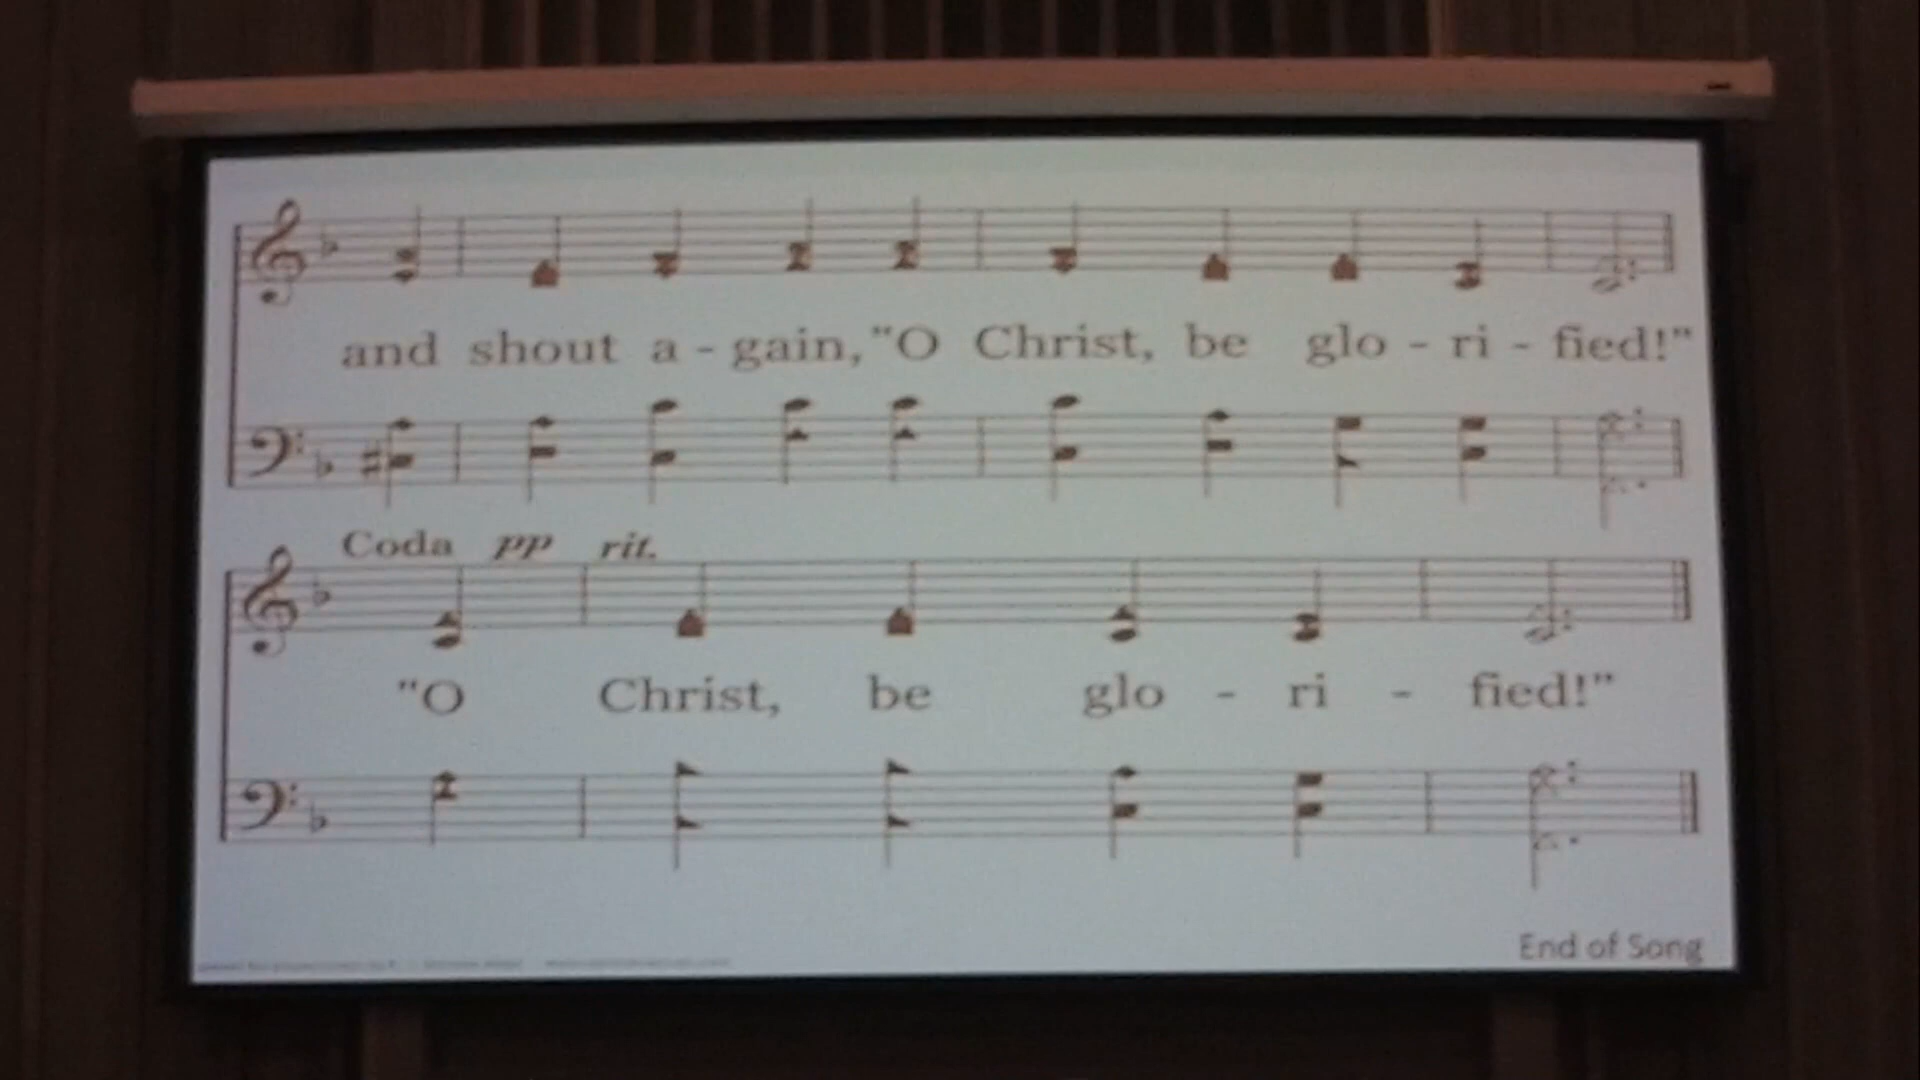 and shout a - gain, "O Christ, be glo - ri - fied!"
Coda pp rit.
"O Christ, be glo - ri - fied!"
End of Song